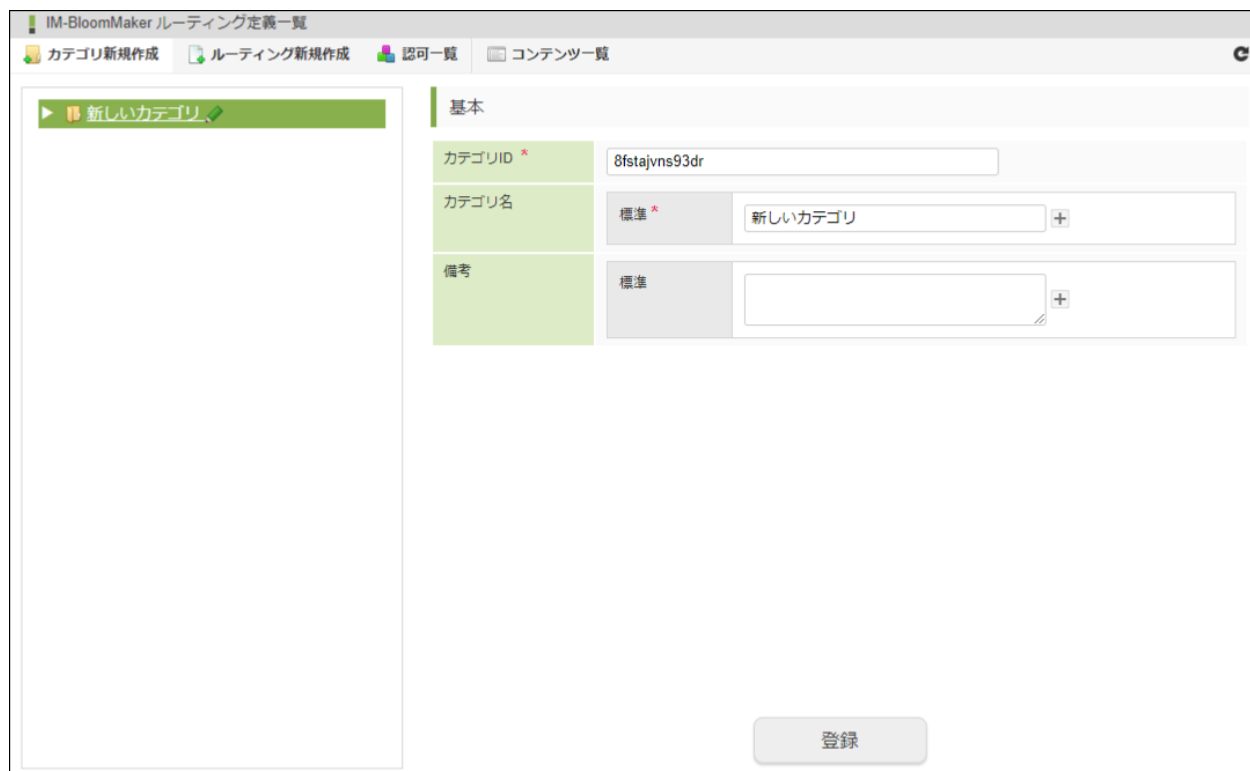 IM-BloomMaker ルーティング定義一覧
カテゴリ新規作成 ルーティング新規作成 認可一覧 コンテンツ一覧
新しいカテゴリ
基本
カテゴリID *
8fstajvns93dr
カテゴリ名
標準 *
新しいカテゴリ
備考
標準
登録